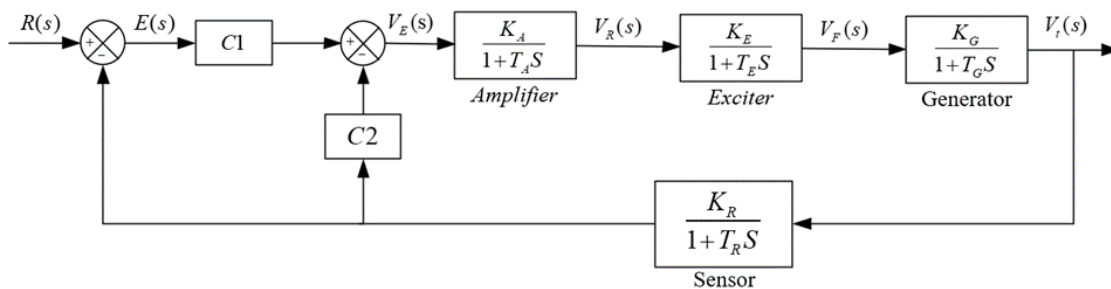 R(s) + - E(s) C1 + - V_E(s) K_A / 1+T_A S V_R(s) K_E / 1+T_E S V_F(s) K_G / 1+T_G S V_t(s)
Amplifier Exciter Generator
C2
K_R / 1+T_R S
Sensor